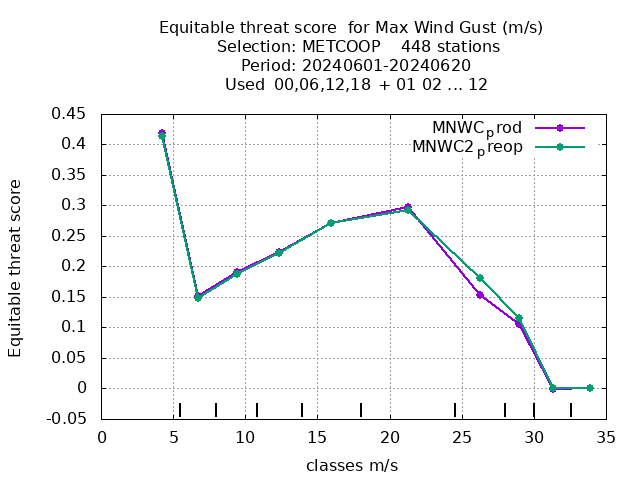 Equitable threat score  for Max Wind Gust (m/s)
Selection: METCOOP    448 stations
Period: 20240601-20240620
Used  00,06,12,18 + 01 02 ... 12
MNWCprod
MNWC2preop
0.45
0.4
0.35
0.3
0.25
0.2
0.15
0.1
0.05
0
-0.05
Equitable threat score
0 5 10 15 20 25 30 35
classes m/s